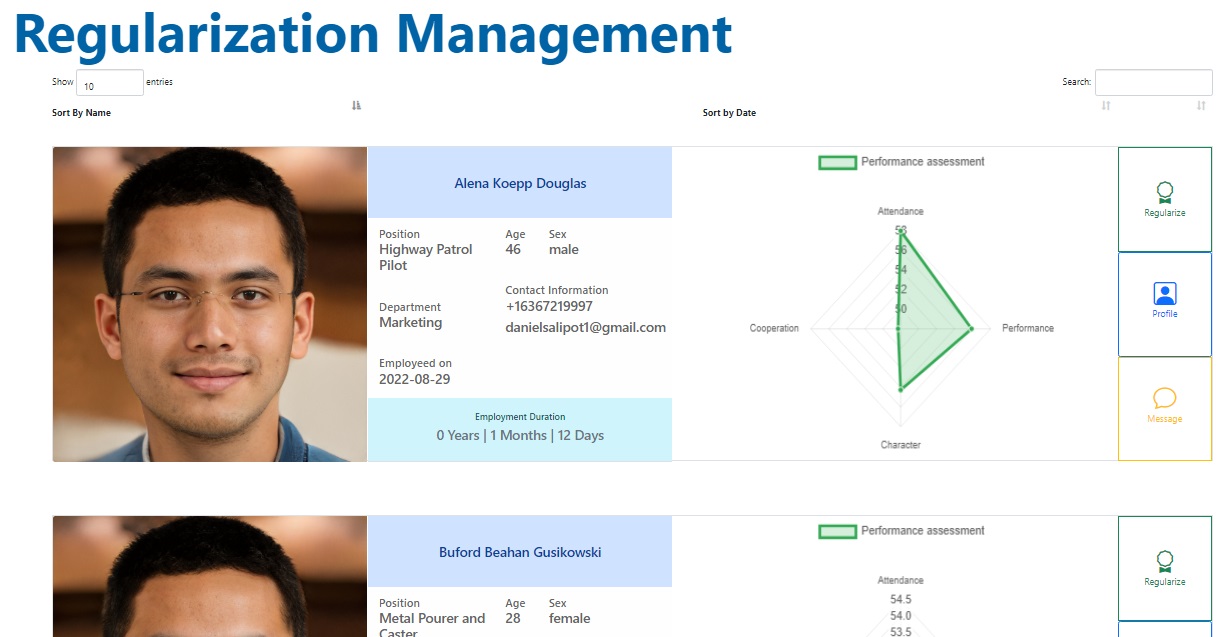 Regularization Management
Show 10 entries
Search:
Sort By Name
Sort by Date
Alena Koepp Douglas
Position
Highway Patrol
Pilot
Age
46
Sex
male
Contact Information
+16367219997
danielsalipot1@gmail.com
Department
Marketing
Employeed on
2022-08-29
Employment Duration
0 Years | 1 Months | 12 Days
Performance assessment
Attendance
58
56
54
52
50
Cooperation
Performance
Character
Regularize
Profile
Message
Buford Beahan Gusikowski
Position
Metal Pourer and
Caster
Age
28
Sex
female
Performance assessment
Attendance
54.5
54.0
53.5
Regularize